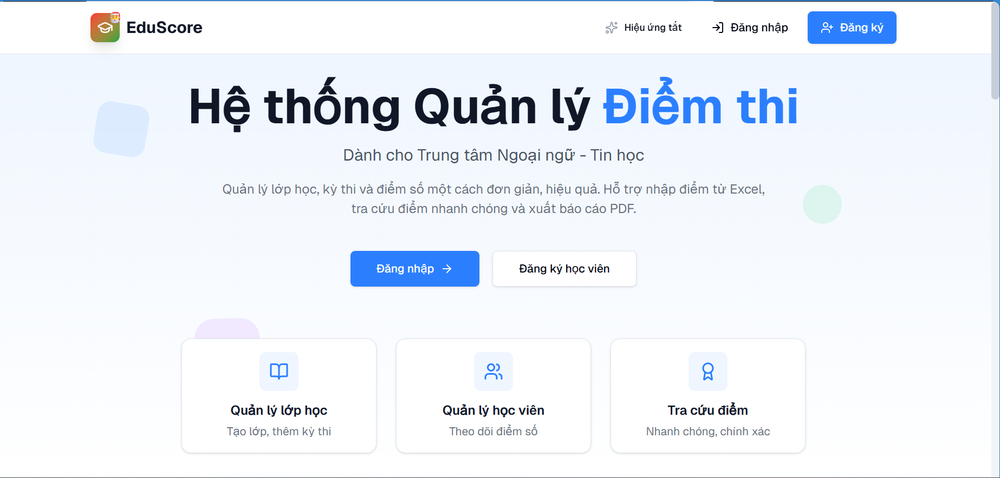 EduScore
Hiệu ứng tắt
Đăng nhập
Đăng ký
Hệ thống Quản lý Điểm thi
Dành cho Trung tâm Ngoại ngữ - Tin học
Quản lý lớp học, kỳ thi và điểm số một cách đơn giản, hiệu quả. Hỗ trợ nhập điểm từ Excel,
tra cứu điểm nhanh chóng và xuất báo cáo PDF.
Đăng nhập
Đăng ký học viên
Quản lý lớp học
Tạo lớp, thêm kỳ thi
Quản lý học viên
Theo dõi điểm số
Tra cứu điểm
Nhanh chóng, chính xác